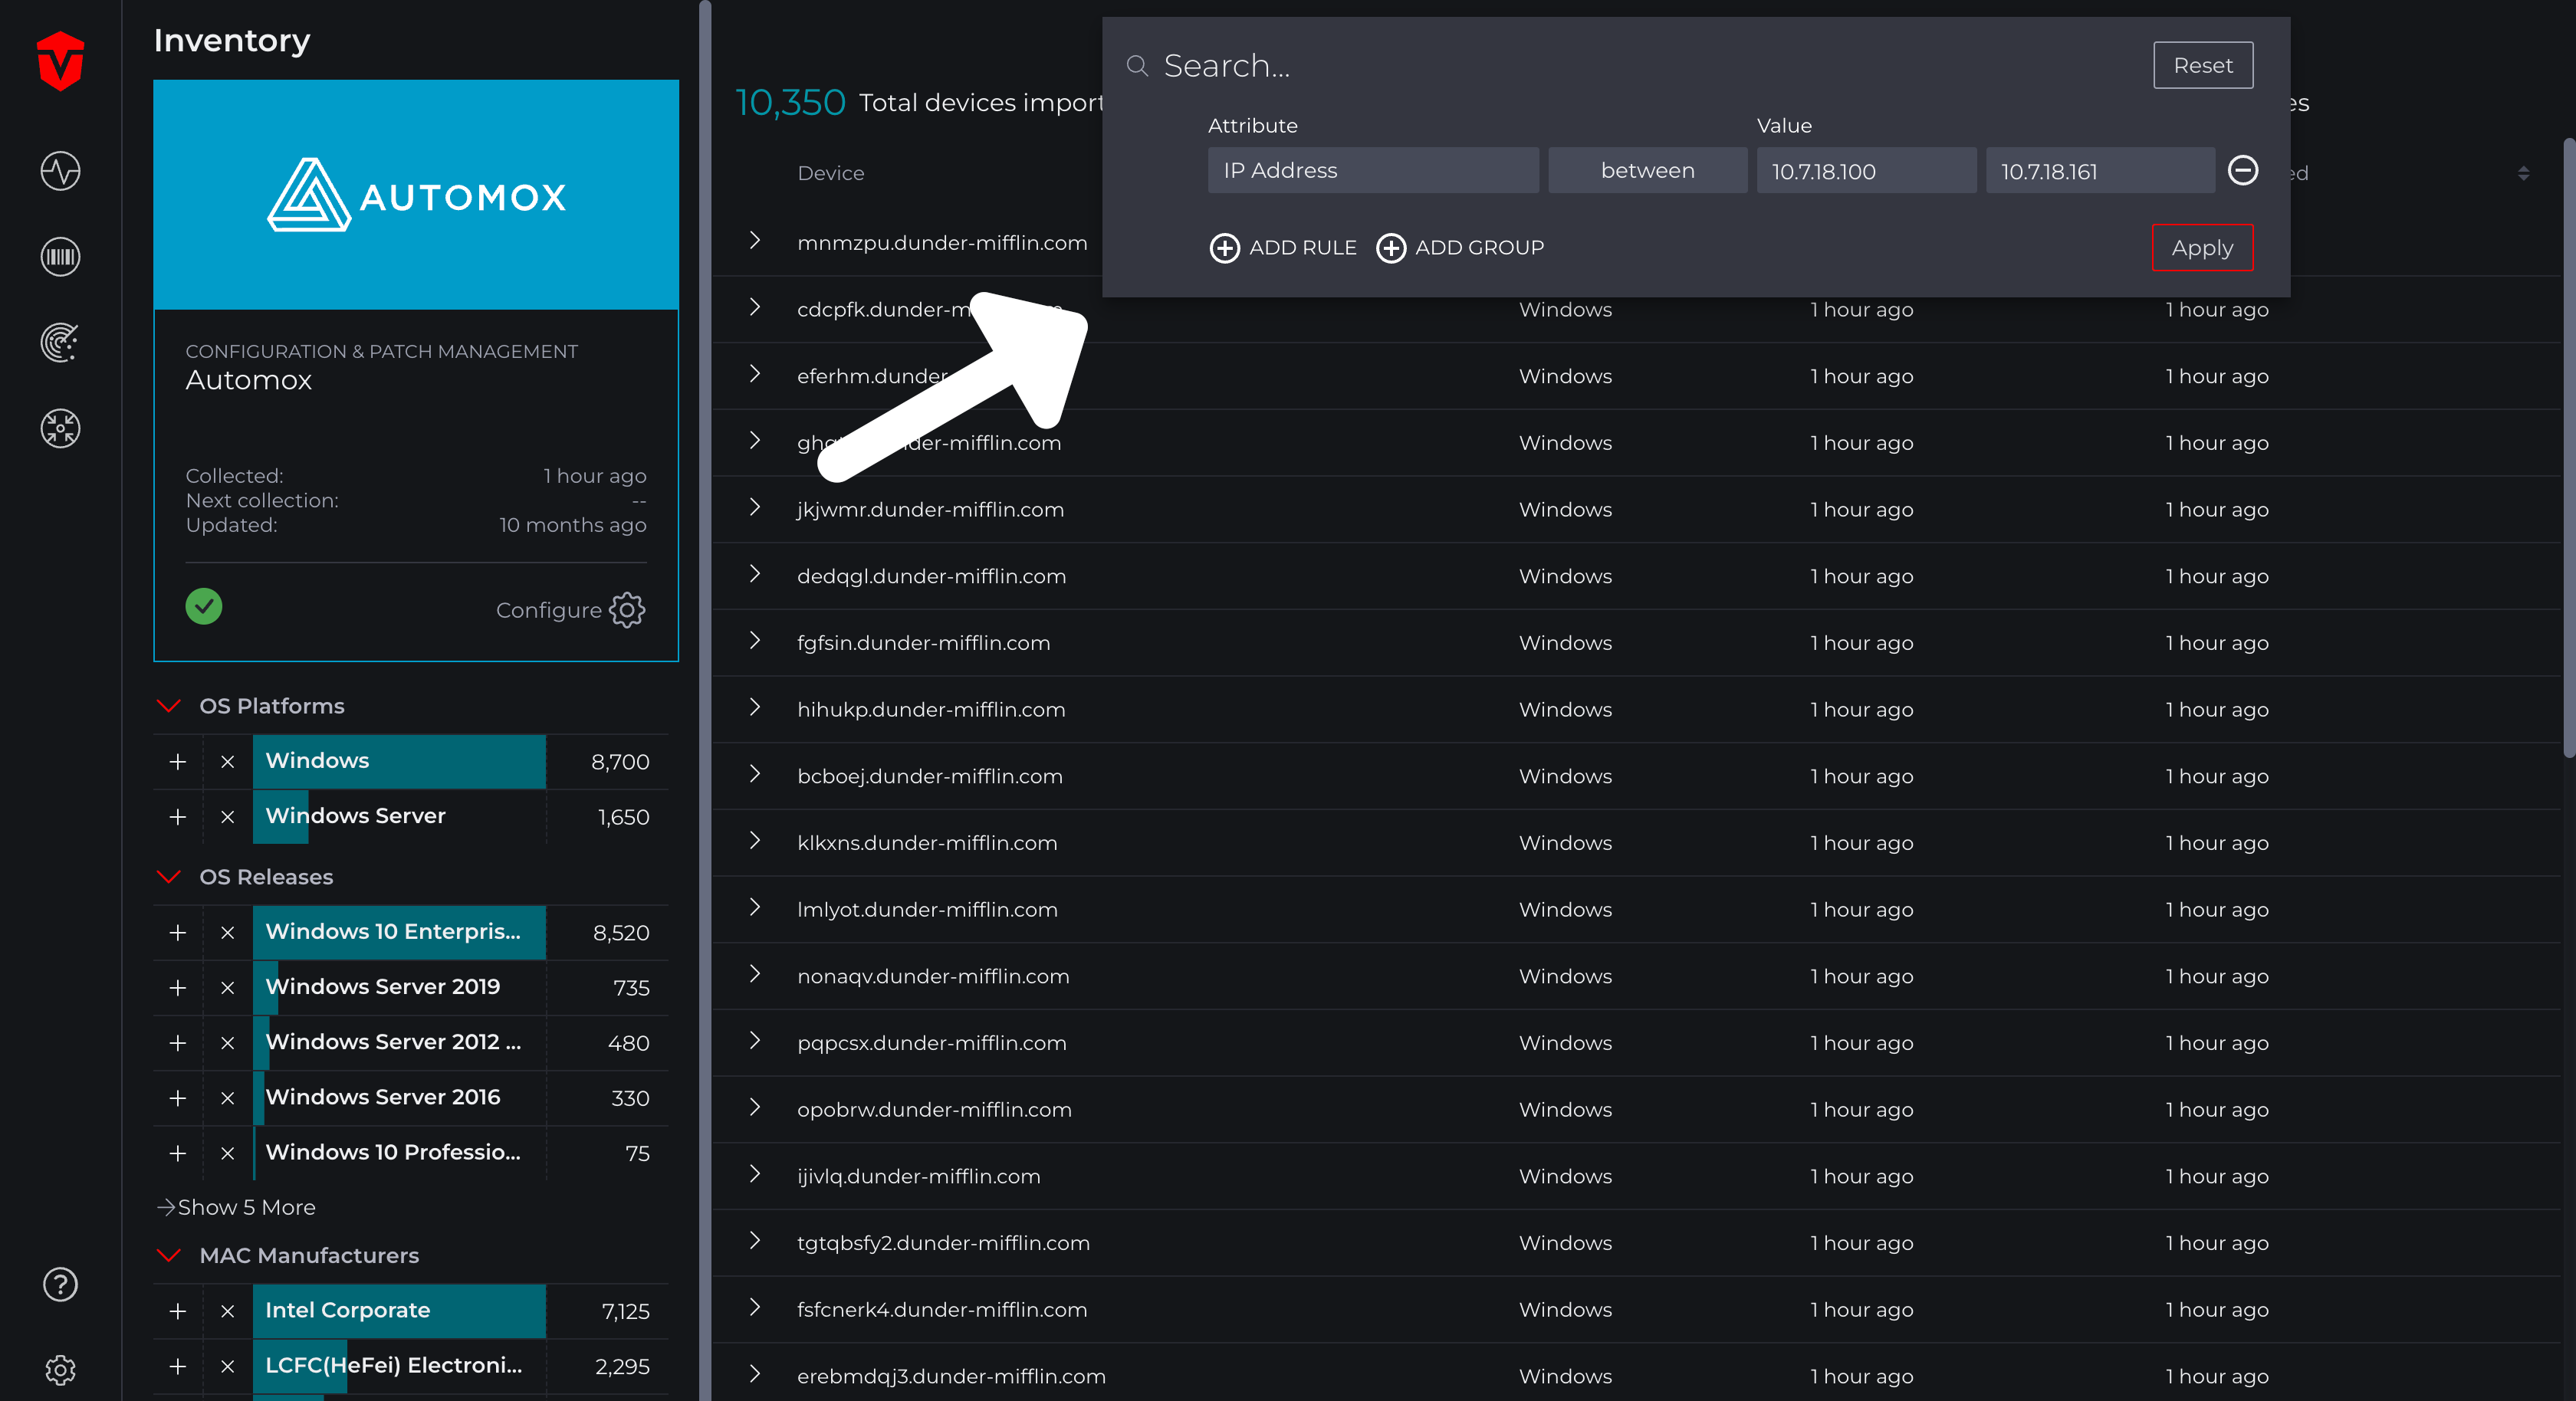 Inventory
AUTOMOX
CONFIGURATION & PATCH MANAGEMENT
Automox
Collected: 1 hour ago
Next collection: --
Updated: 10 months ago
Configure
OS Platforms
Windows 8,700
Windows Server 1,650
OS Releases
Windows 10 Enterpris... 8,520
Windows Server 2019 735
Windows Server 2012 ... 480
Windows Server 2016 330
Windows 10 Professio... 75
Show 5 More
MAC Manufacturers
Intel Corporate 7,125
LCFC(HeFei) Electroni... 2,295
Search...
Reset
10,350 Total devices
Attribute Value
IP Address between 10.7.18.100 10.7.18.161
ADD RULE ADD GROUP Apply
Device
mnmzpu.dunder-mifflin.com
Windows 1 hour ago 1 hour ago
Windows 1 hour ago 1 hour ago
Windows 1 hour ago 1 hour ago
jkjwmr.dunder-mifflin.com Windows 1 hour ago 1 hour ago
dedqgl.dunder-mifflin.com Windows 1 hour ago 1 hour ago
fgfsin.dunder-mifflin.com Windows 1 hour ago 1 hour ago
hihukp.dunder-mifflin.com Windows 1 hour ago 1 hour ago
bcboej.dunder-mifflin.com Windows 1 hour ago 1 hour ago
klkxns.dunder-mifflin.com Windows 1 hour ago 1 hour ago
lmlyot.dunder-mifflin.com Windows 1 hour ago 1 hour ago
nonaqv.dunder-mifflin.com Windows 1 hour ago 1 hour ago
pqpcsx.dunder-mifflin.com Windows 1 hour ago 1 hour ago
opobrw.dunder-mifflin.com Windows 1 hour ago 1 hour ago
ijivlq.dunder-mifflin.com Windows 1 hour ago 1 hour ago
tgtqbsfy2.dunder-mifflin.com Windows 1 hour ago 1 hour ago
fsfcnerk4.dunder-mifflin.com Windows 1 hour ago 1 hour ago
erebmdqj3.dunder-mifflin.com Windows 1 hour ago 1 hour ago